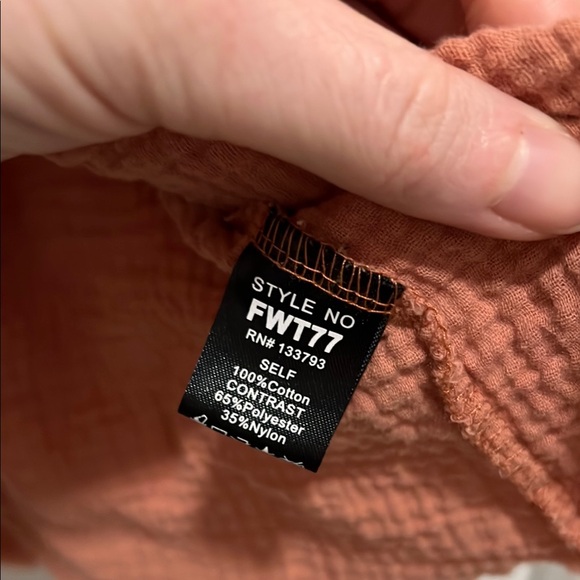 STYLE NO
FWT77
RN# 133793
SELF
100%Cotton
CONTRAST
65%Polyester
35%Nylon